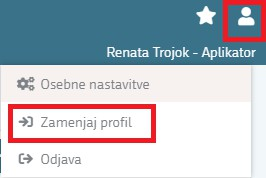 Renata Trojok - Aplikator
Osebne nastavitve
Zamenjaj profil
Odjava